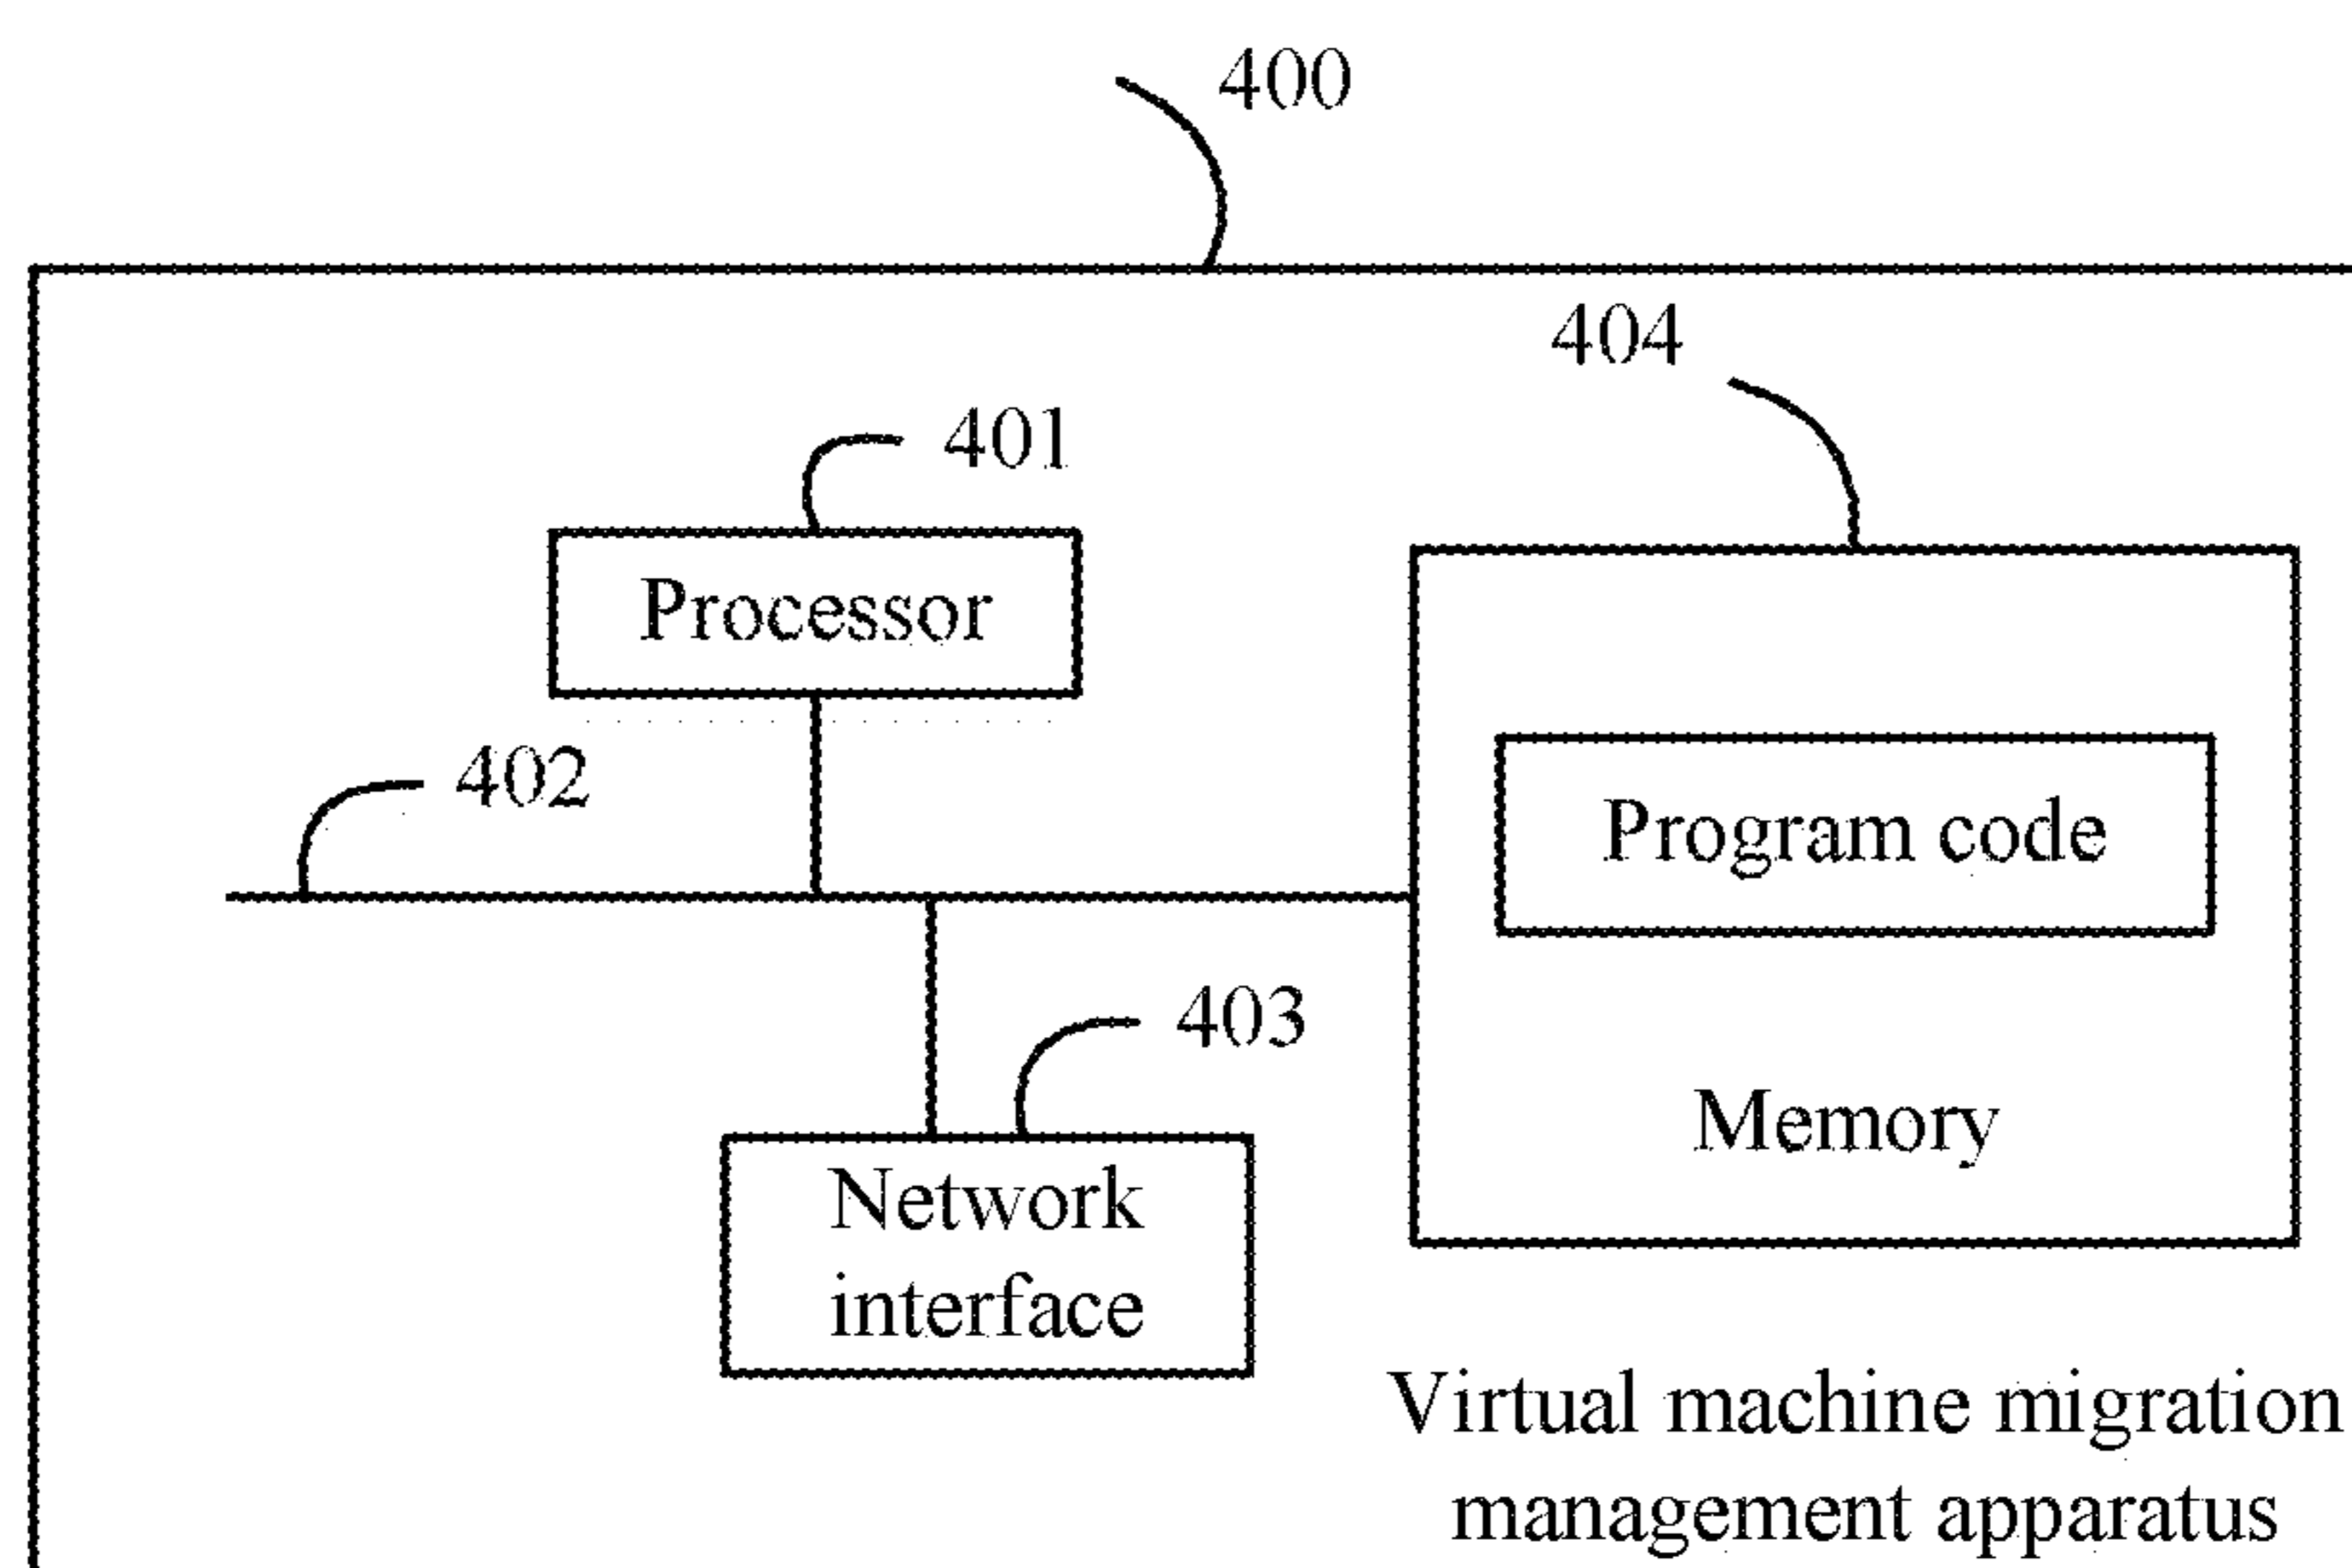 400
404
401
Processor
402
Program code
403
Memory
Network
interface
Virtual machine migration
management apparatus